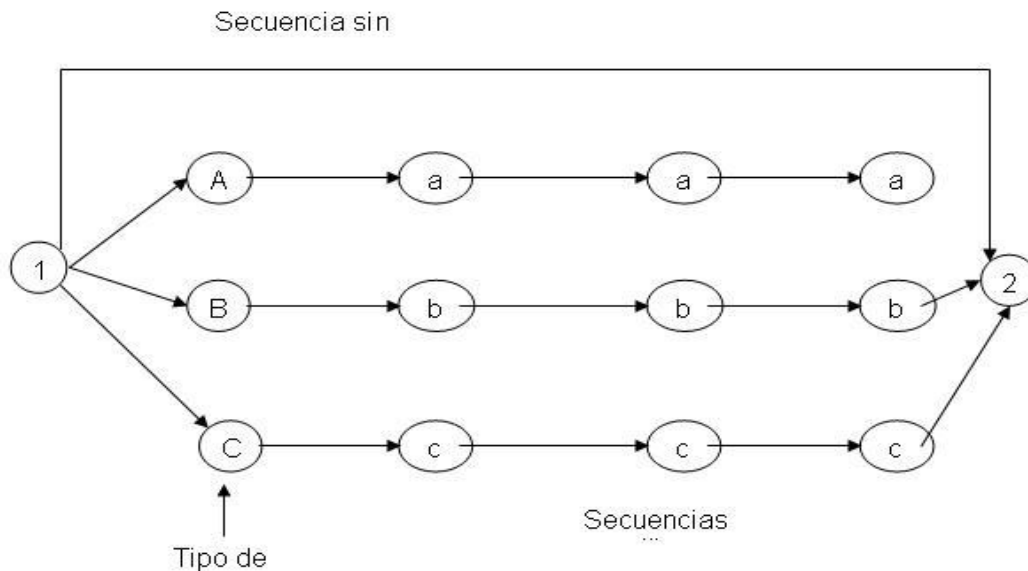 Secuencia sin
A a a a
1
2
B b b b
C c c c
Secuencias
Tipo de